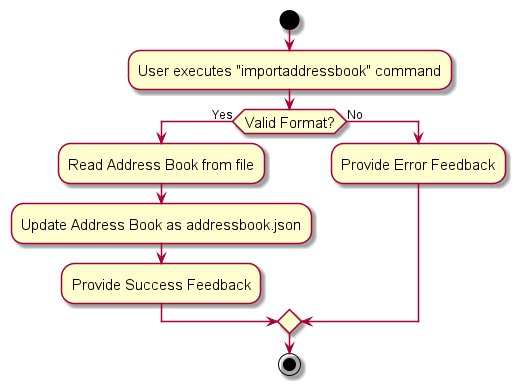 User executes "importaddressbook" command
Yes
Valid Format?
No
Read Address Book from file
Provide Error Feedback
Update Address Book as addressbook.json
Provide Success Feedback